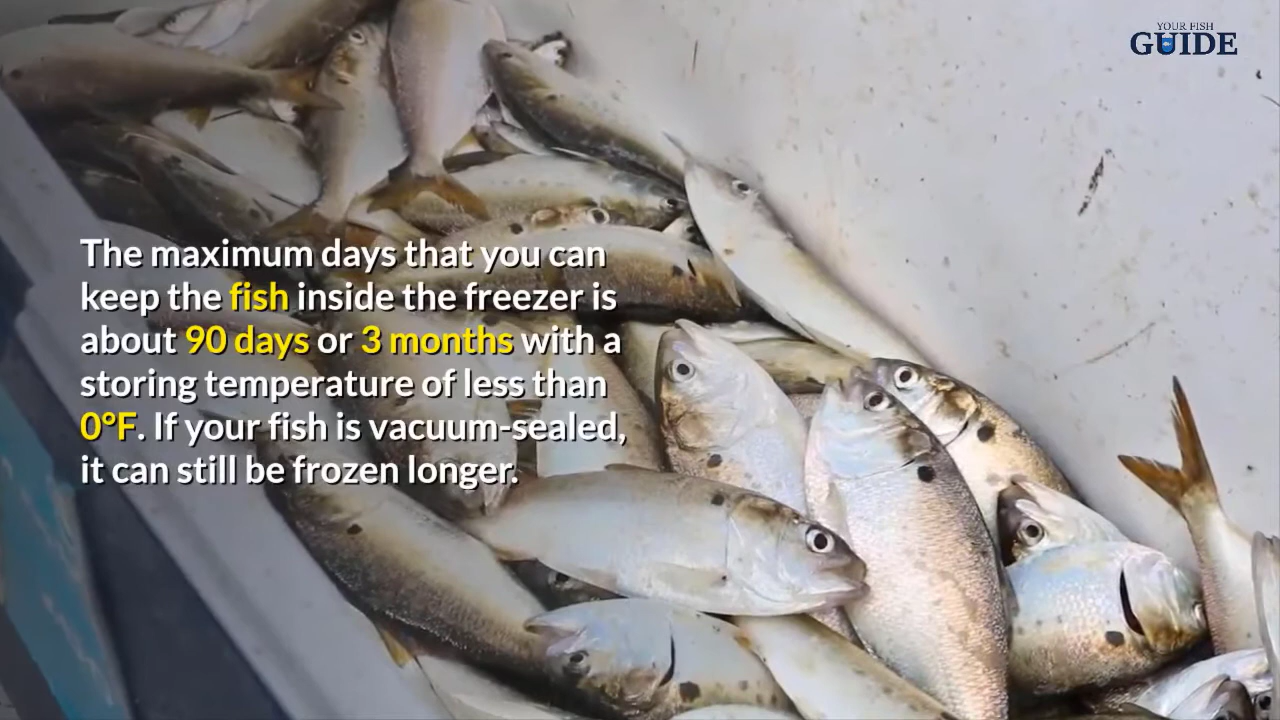 YOUR FISH
GUIDE
The maximum days that you can
keep the fish inside the freezer is
about 90 days or 3 months with a
storing temperature of less than
0°F. If your fish is vacuum-sealed,
it can still be frozen longer.